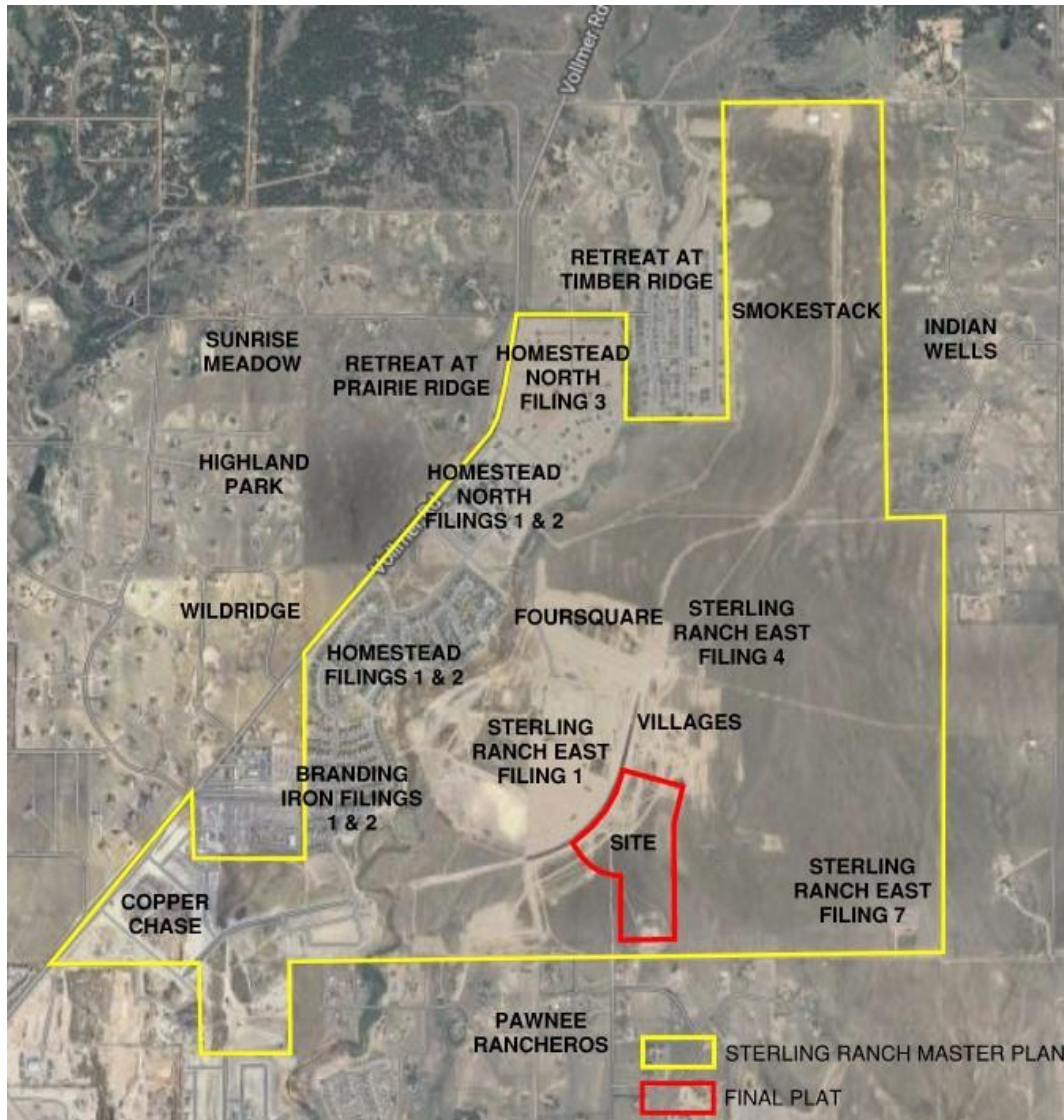 Vollmer Rd
RETREAT AT
TIMBER RIDGE
SMOKESTACK
INDIAN
WELLS
SUNRISE
MEADOW
RETREAT AT
PRAIRIE RIDGE
HOMESTEAD
NORTH
FILING 3
HIGHLAND
PARK
HOMESTEAD
NORTH
FILINGS 1 & 2
Vollmer Rd
WILDRIDGE
FOURSQUARE
STERLING
RANCH EAST
FILING 4
HOMESTEAD
FILINGS 1 & 2
VILLAGES
STERLING
RANCH EAST
FILING 1
BRANDING
IRON FILINGS
1 & 2
SITE
STERLING
RANCH EAST
FILING 7
COPPER
CHASE
PAWNEE
RANCHEROS
STERLING RANCH MASTER PLAN
FINAL PLAT